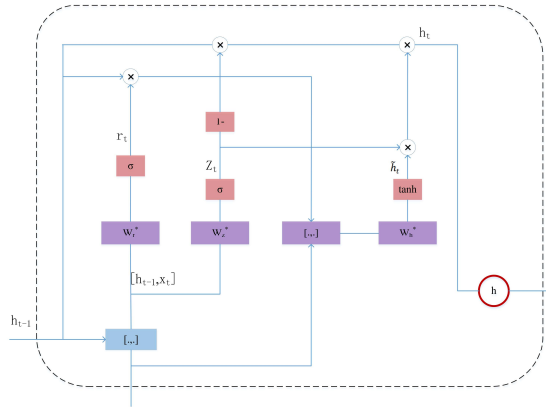 ×
×
h_t
×
1-
r_t
×
σ
Z_t
σ
h̃_t
tanh
W_r*
W_z*
[.,.]
W_h*
[h_{t-1},x_t]
h
h_{t-1}
[.,.]